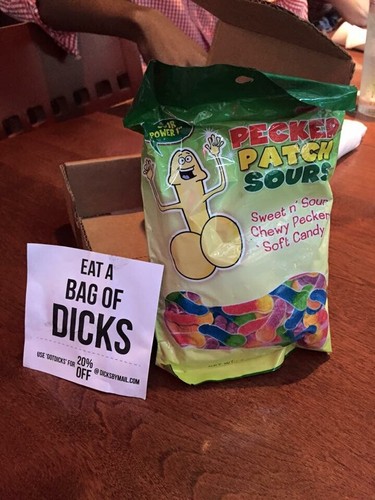 EAT A
BAG OF
DICKS
USE 'GOTDICKS' FOR 20% OFF @ DICKSBYMAIL.COM
POWER!
PECKER
PATCH
SOURS
Sweet n' Sour
Chewy Pecker
Soft Candy